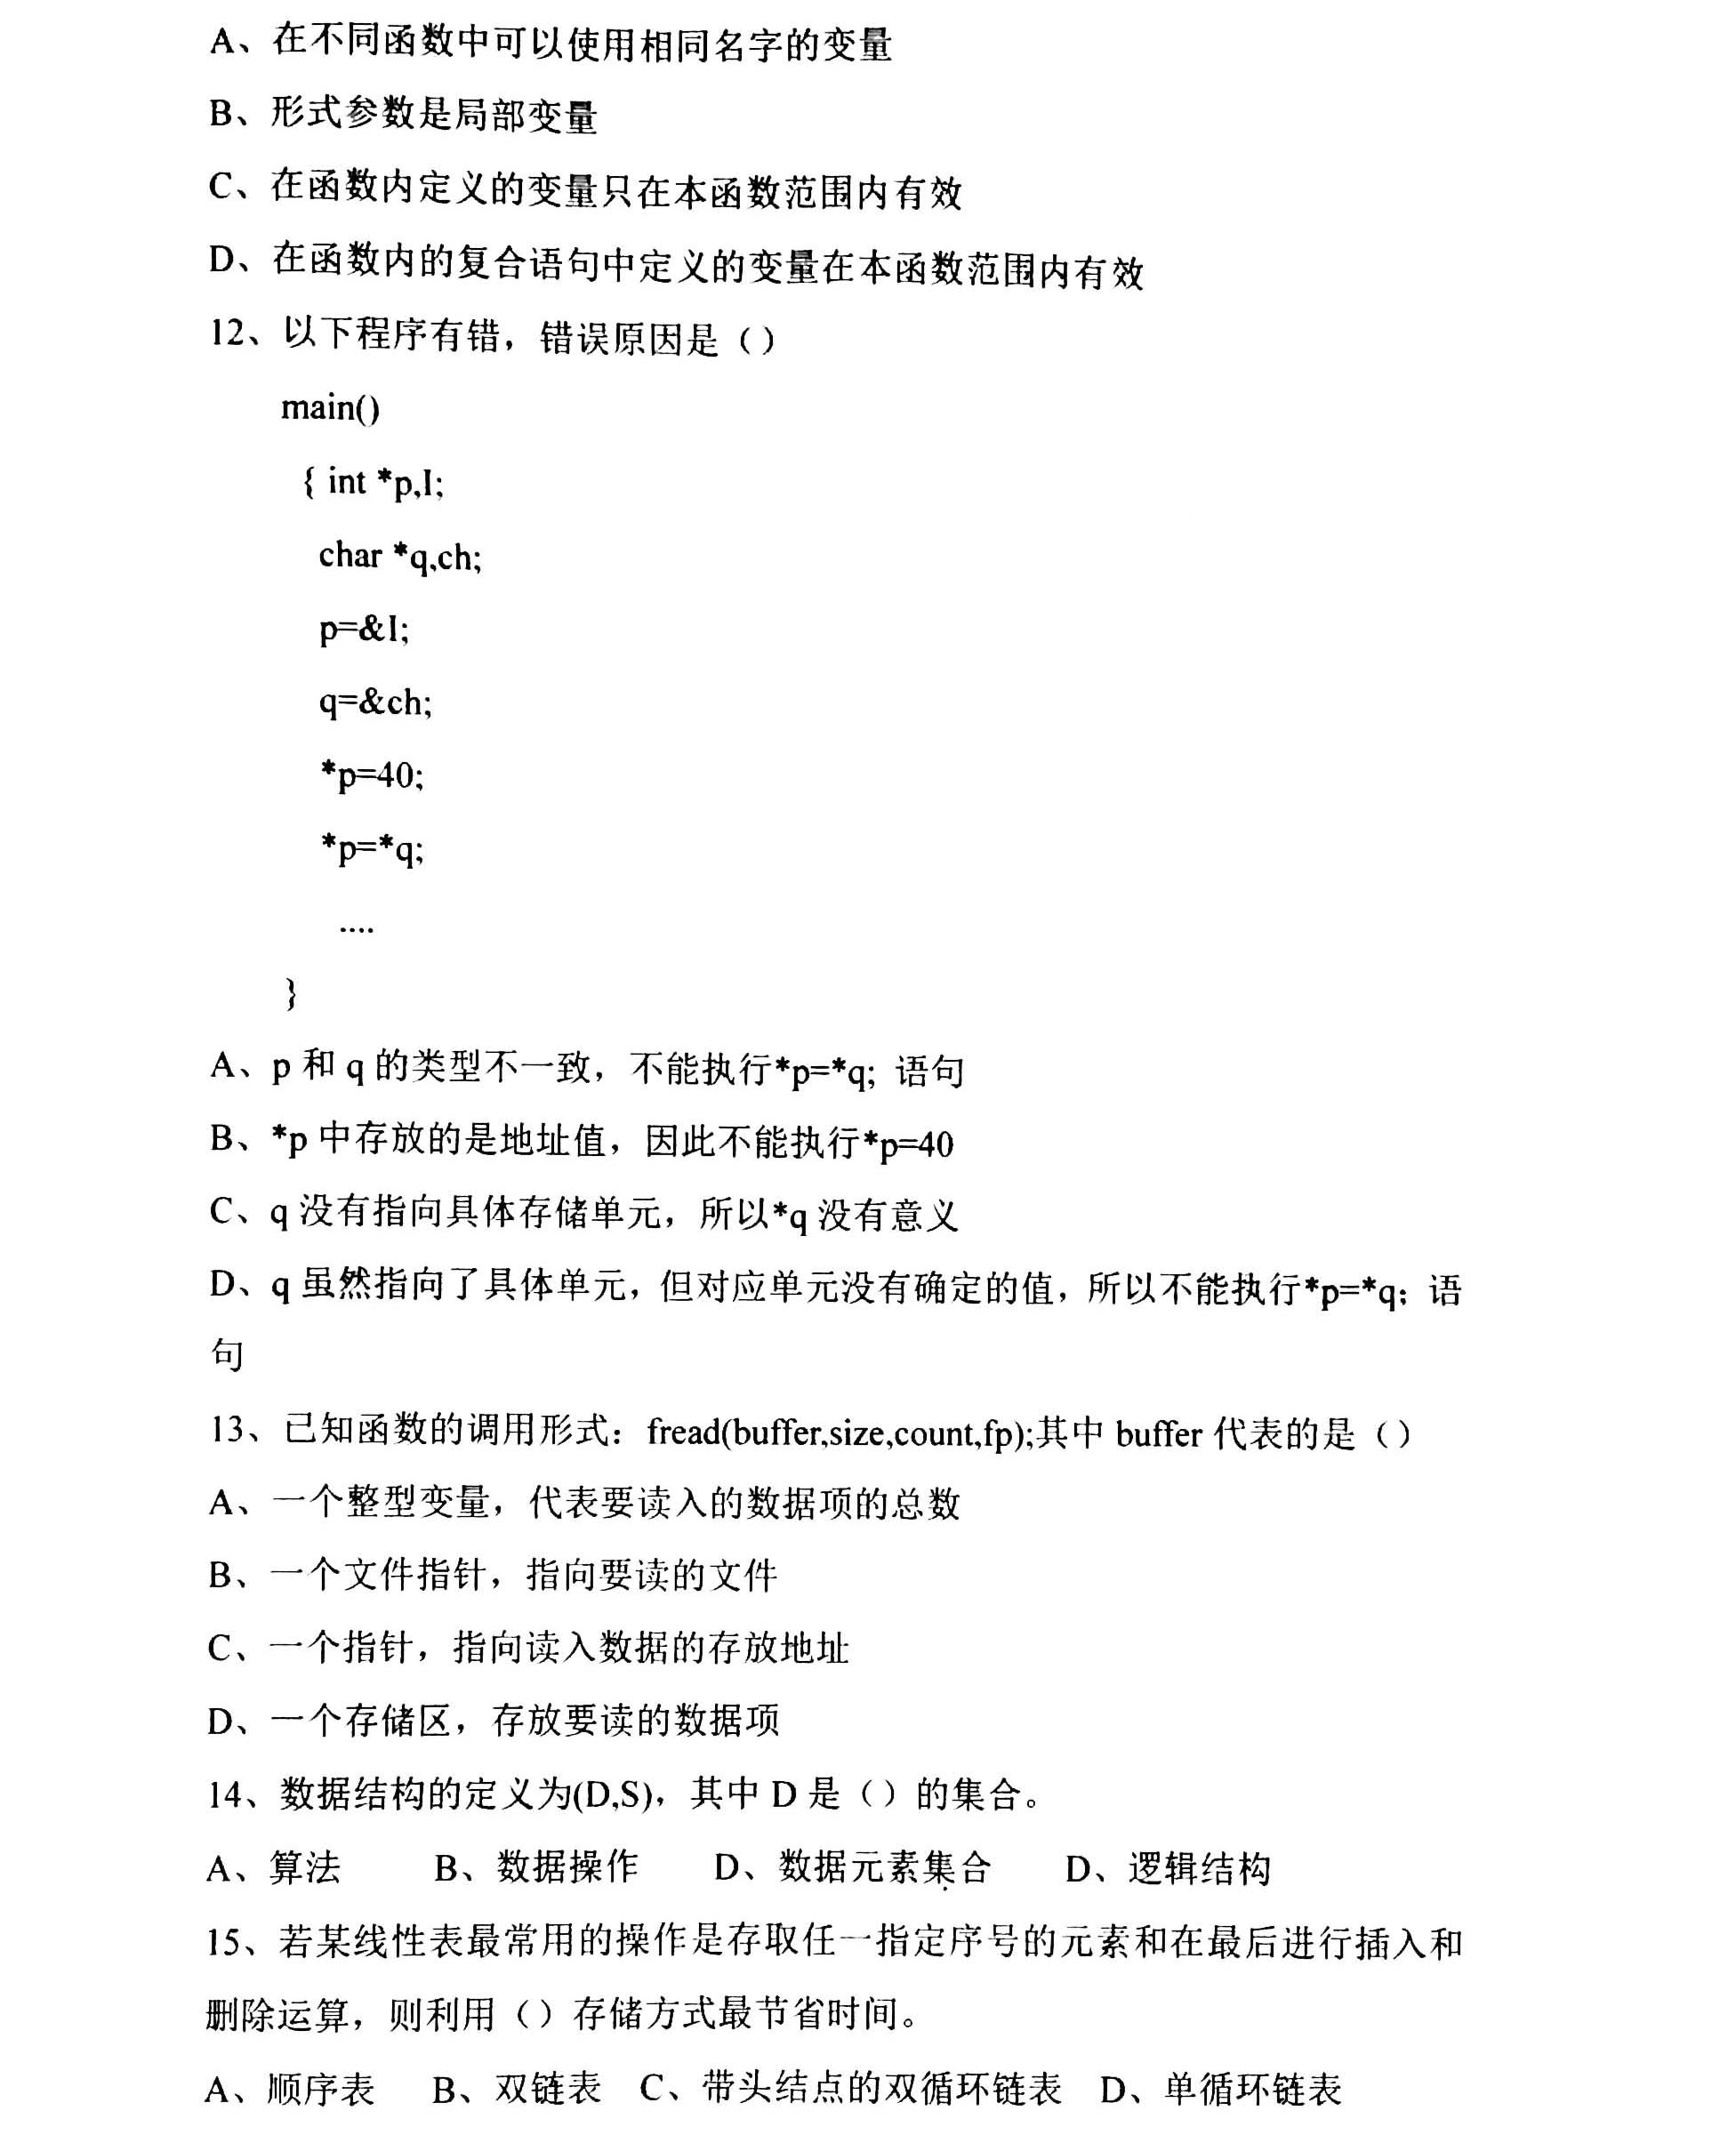 A、在不同函数中可以使用相同名字的变量
B、形式参数是局部变量
C、在函数内定义的变量只在本函数范围内有效
D、在函数内的复合语句中定义的变量在本函数范围内有效
12、以下程序有错，错误原因是（）
main()
{ int *p,I;
char *q,ch;
p=&I;
q=&ch;
*p=40;
*p=*q;
....
}
A、p 和 q 的类型不一致，不能执行*p=*q; 语句
B、*p 中存放的是地址值，因此不能执行*p=40
C、q 没有指向具体存储单元，所以*q 没有意义
D、q 虽然指向了具体单元，但对应单元没有确定的值，所以不能执行*p=*q；语
句
13、已知函数的调用形式：fread(buffer,size,count,fp);其中 buffer 代表的是（）
A、一个整型变量，代表要读入的数据项的总数
B、一个文件指针，指向要读的文件
C、一个指针，指向读入数据的存放地址
D、一个存储区，存放要读的数据项
14、数据结构的定义为(D,S)，其中 D 是（）的集合。
A、算法 B、数据操作 D、数据元素集合 D、逻辑结构
15、若某线性表最常用的操作是存取任一指定序号的元素和在最后进行插入和
删除运算，则利用（）存储方式最节省时间。
A、顺序表 B、双链表 C、带头结点的双循环链表 D、单循环链表